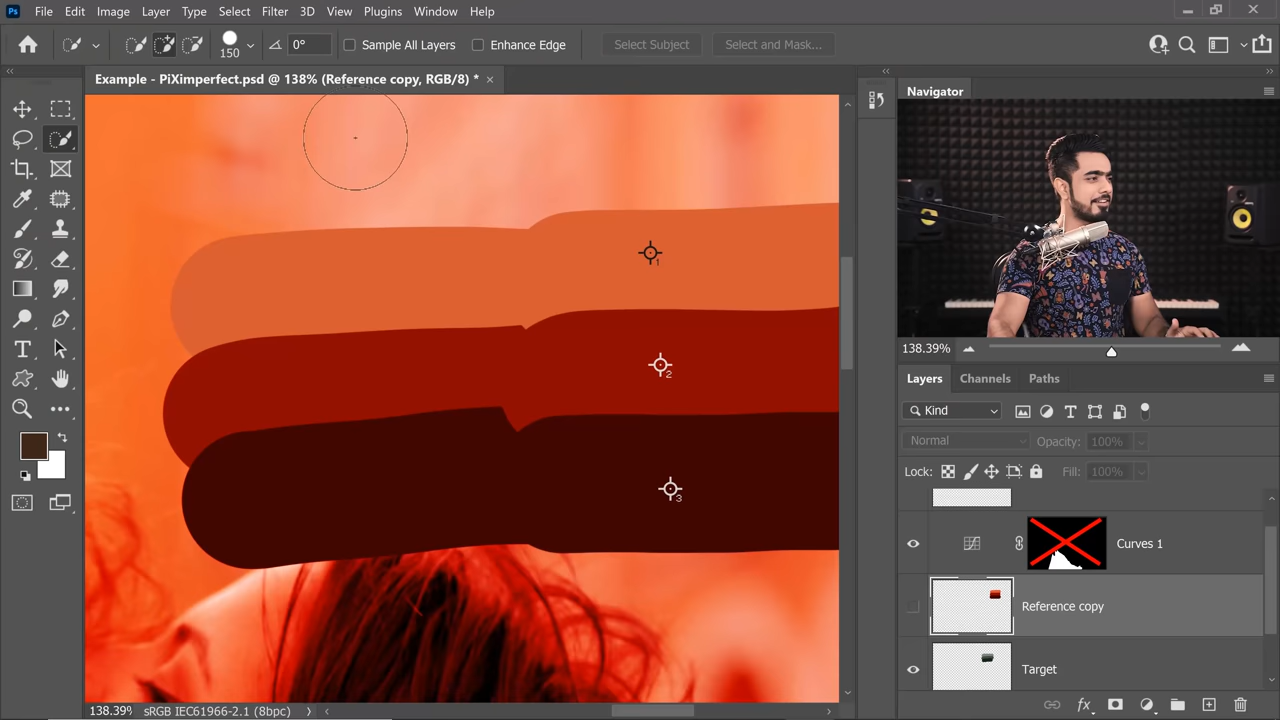 Ps File Edit Image Layer Type Select Filter 3D View Plugins Window Help
150 0° Sample All Layers Enhance Edge Select Subject Select and Mask...
Example - PiXimperfect.psd @ 138% (Reference copy, RGB/8) *
Navigator
1
2
3
138.39%
Layers Channels Paths
Kind
Normal Opacity: 100%
Lock: Fill: 100%
Curves 1
Reference copy
Target
138.39% sRGB IEC61966-2.1 (8bpc)